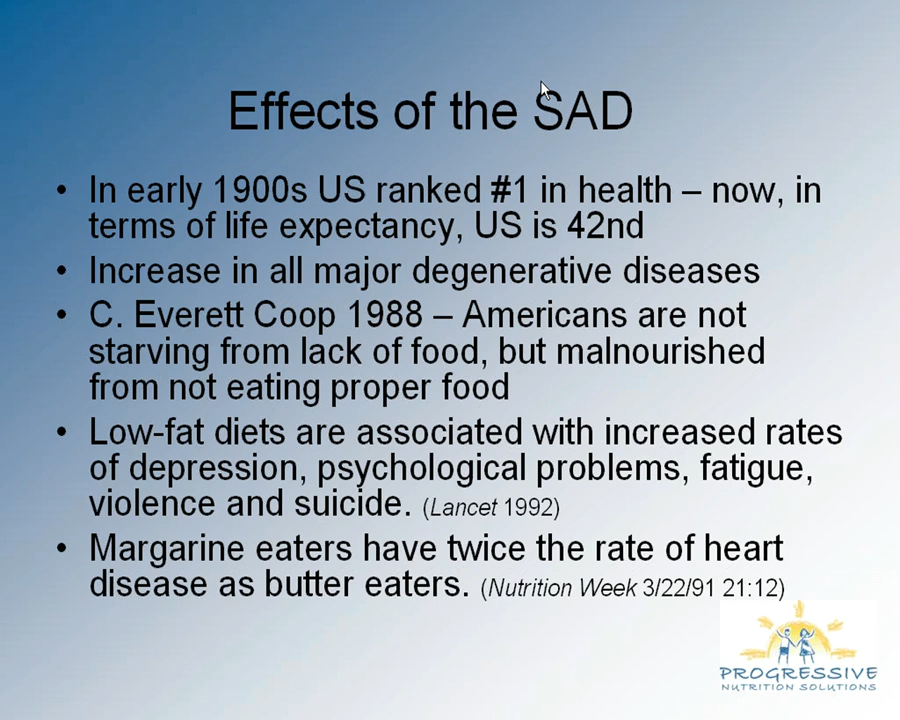 Effects of the SAD
• In early 1900s US ranked #1 in health – now, in
terms of life expectancy, US is 42nd
• Increase in all major degenerative diseases
• C. Everett Coop 1988 – Americans are not
starving from lack of food, but malnourished
from not eating proper food
• Low-fat diets are associated with increased rates
of depression, psychological problems, fatigue,
violence and suicide. (Lancet 1992)
• Margarine eaters have twice the rate of heart
disease as butter eaters. (Nutrition Week 3/22/91 21:12)
PROGRESSIVE
NUTRITION SOLUTIONS